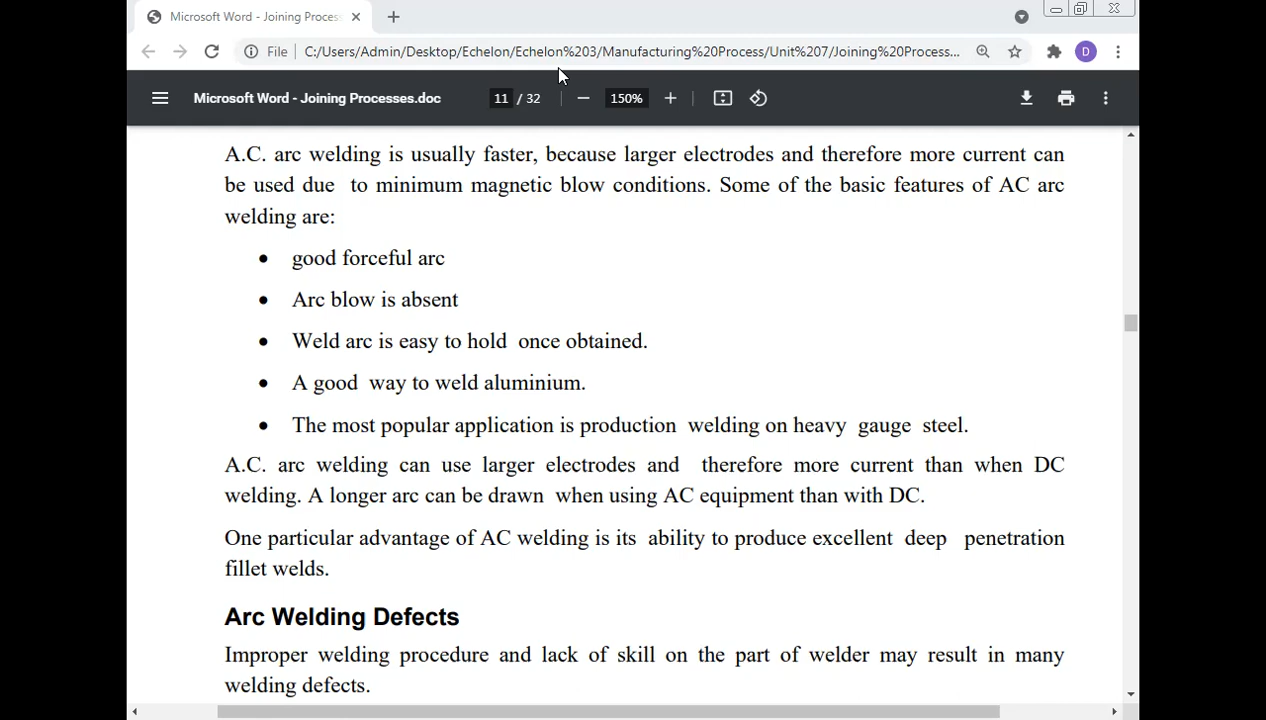 Microsoft Word - Joining Process
File C:/Users/Admin/Desktop/Echelon/Echelon%203/Manufacturing%20Process/Unit%207/Joining%20Process...
D
Microsoft Word - Joining Processes.doc 11 / 32 150%
A.C. arc welding is usually faster, because larger electrodes and therefore more current can
be used due to minimum magnetic blow conditions. Some of the basic features of AC arc
welding are:
• good forceful arc
• Arc blow is absent
• Weld arc is easy to hold once obtained.
• A good way to weld aluminium.
• The most popular application is production welding on heavy gauge steel.
A.C. arc welding can use larger electrodes and therefore more current than when DC
welding. A longer arc can be drawn when using AC equipment than with DC.
One particular advantage of AC welding is its ability to produce excellent deep penetration
fillet welds.
Arc Welding Defects
Improper welding procedure and lack of skill on the part of welder may result in many
welding defects.